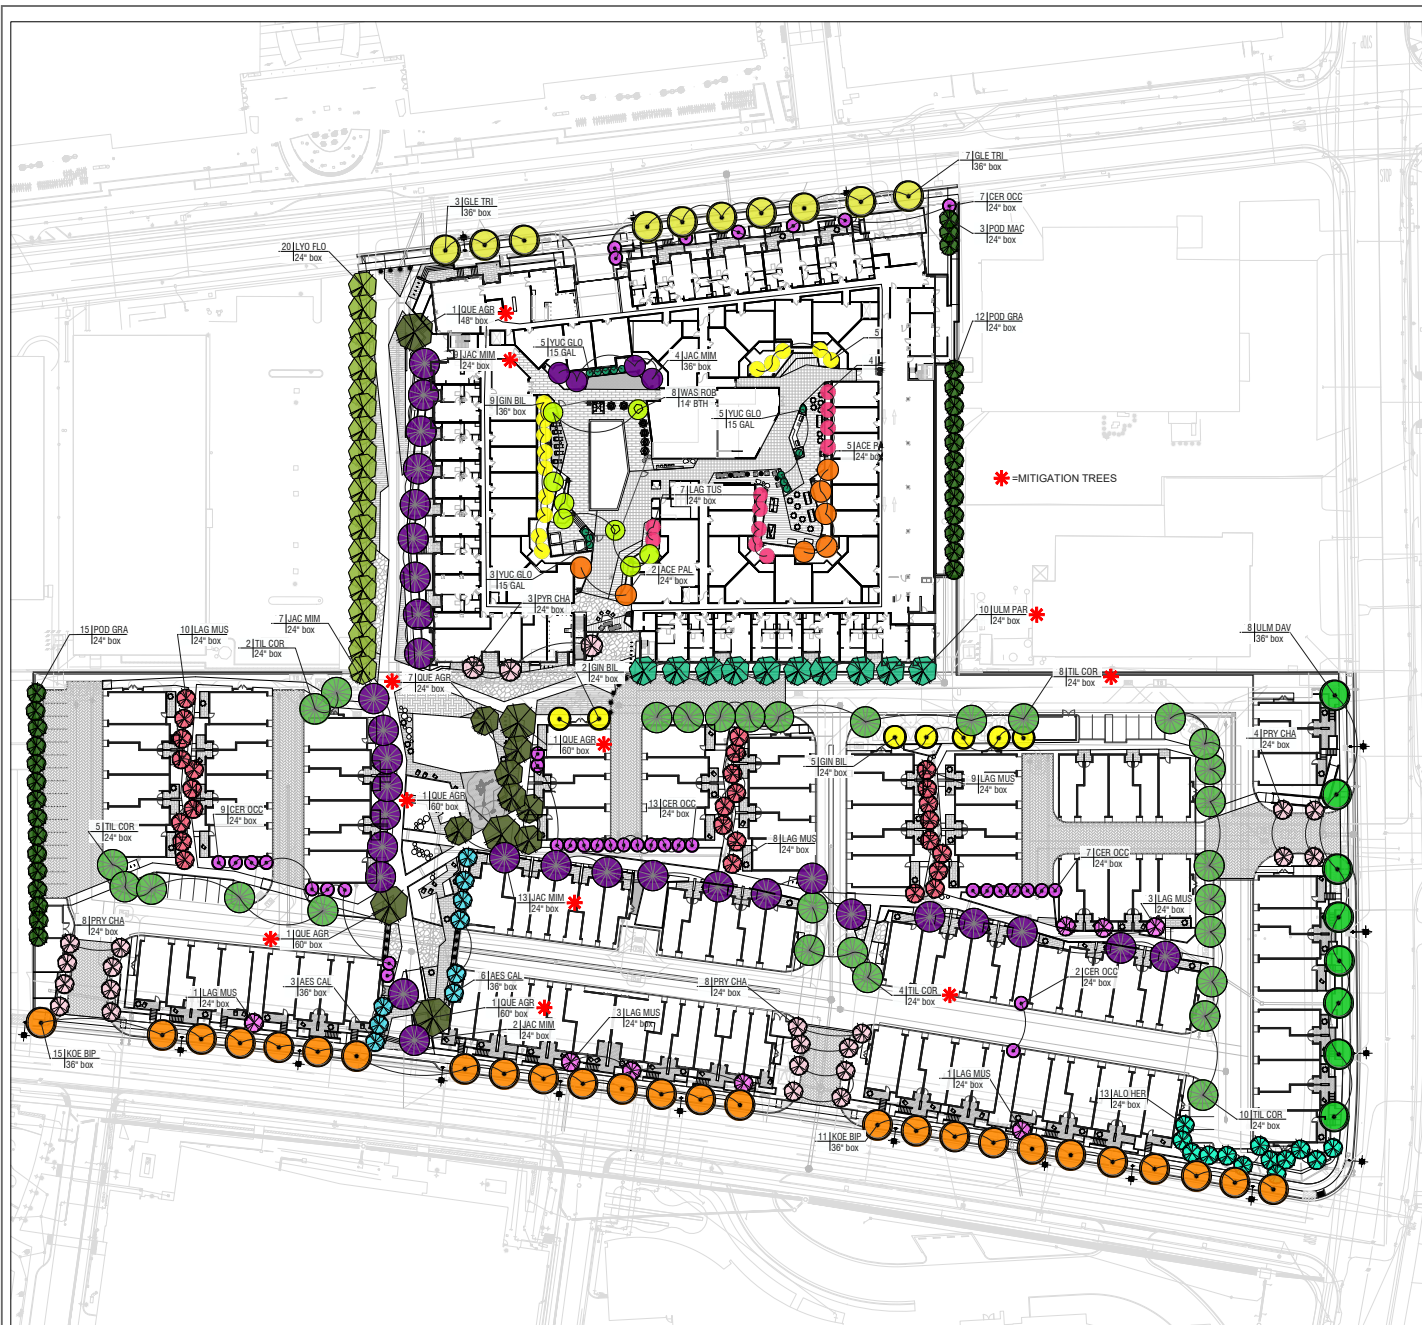 7 GLE TRI
36" box
3 GLE TRI
36" box
7 CER OCC
24" box
3 POD MAC
24" box
20 LYO FLO
24" box
1 QUE AGR
48" box
12 POD GRA
24" box
5 YUC GLO
15 GAL
9 JAC MIM
24" box
4 JAC MIM
36" box
5
4
9 GIN BIL
36" box
8 WAS ROB
14' BTH
5 YUC GLO
15 GAL
5 ACE PA
24" box
=MITIGATION TREES
7 LAG TUS
24" box
3 YUC GLO
15 GAL
2 ACE PAL
24" box
3 PYR CHA
24" box
10 ULM PAR
24" box
15 POD GRA
24" box
10 LAG MUS
24" box
7 JAC MIM
24" box
2 TIL COR
24" box
8 ULM DAV
36" box
7 QUE AGR
24" box
2 GIN BIL
24" box
8 TIL COR
24" box
1 QUE AGR
60" box
4 PRY CHA
24" box
5 GIN BIL
24" box
9 LAG MUS
24" box
1 QUE AGR
60" box
9 CER OCC
24" box
13 CER OCC
24" box
5 TIL COR
24" box
8 LAG MUS
24" box
7 CER OCC
24" box
13 JAC MIM
24" box
3 LAG MUS
24" box
8 PRY CHA
24" box
1 QUE AGR
60" box
3 AES CAL
36" box
6 AES CAL
36" box
8 PRY CHA
24" box
2 CER OCC
24" box
4 TIL COR
24" box
1 LAG MUS
24" box
1 QUE AGR
60" box
3 LAG MUS
24" box
2 JAC MIM
24" box
15 KOE BIP
36" box
1 LAG MUS
24" box
13 ALO HER
24" box
10 TIL COR
24" box
11 KOE BIP
36" box